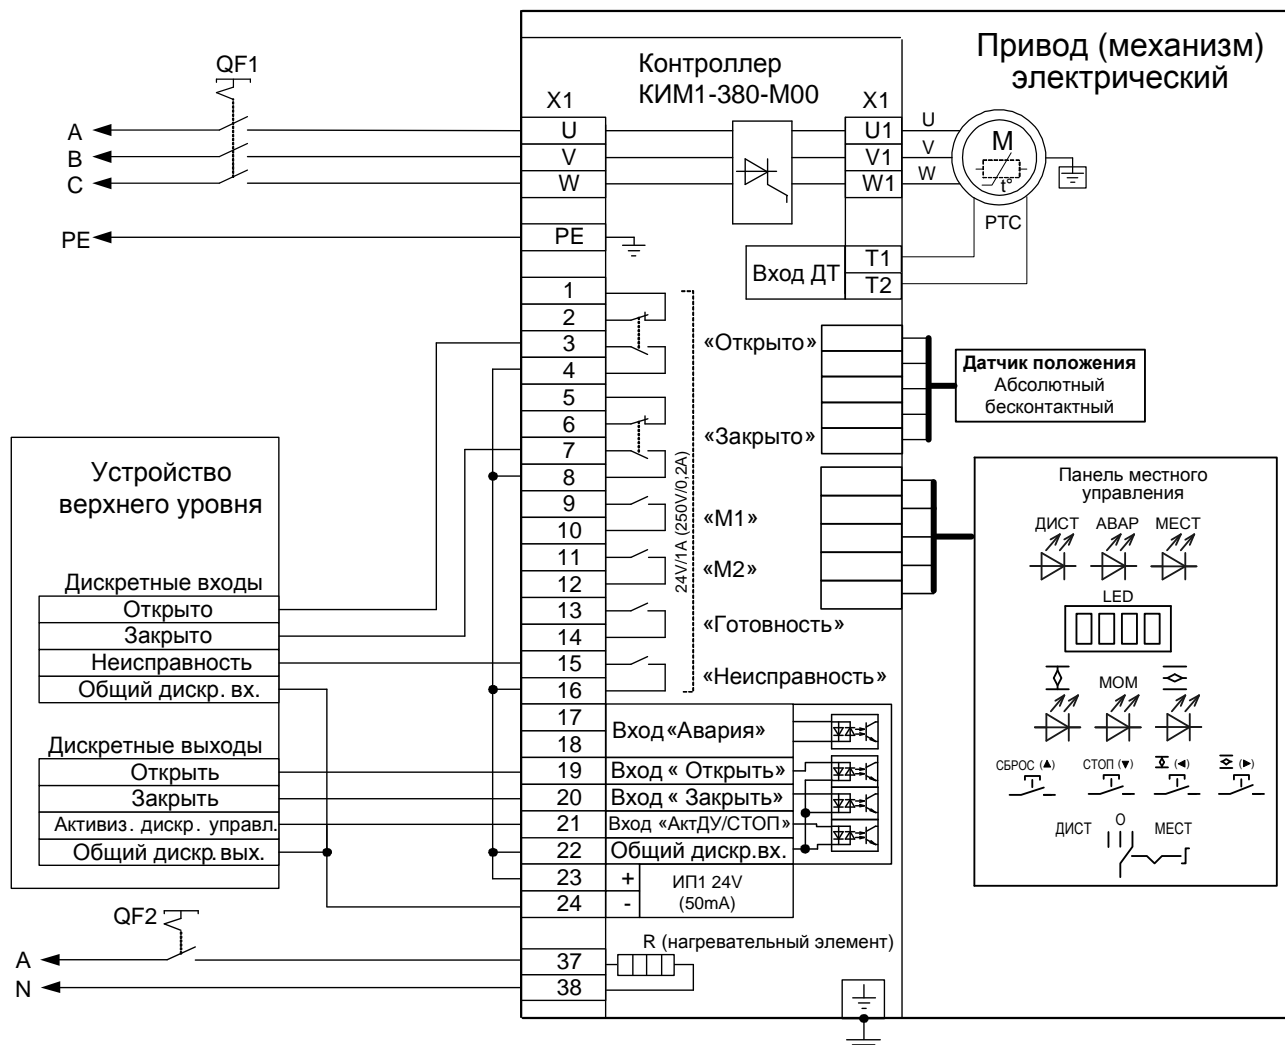 Привод (механизм)
электрический
Контроллер
КИМ1-380-М00
QF1
X1
X1
A
B
C
PE
U
V
W
PE
U1
V1
W1
U
V
W
M
t°
PTC
T1
T2
Вход ДТ
1
2
3
4
5
6
7
8
9
10
11
12
13
14
15
16
17
18
19
20
21
22
23
24
37
38
«Открыто»
«Закрыто»
«М1»
«М2»
«Готовность»
«Неисправность»
24V/1A (250V/0,2A)
Датчик положения
Абсолютный
бесконтактный
Устройство
верхнего уровня
Дискретные входы
Открыто
Закрыто
Неисправность
Общий дискр. вх.
Дискретные выходы
Открыть
Закрыть
Активиз. дискр. управл.
Общий дискр. вых.
Вход «Авария»
Вход « Открыть»
Вход « Закрыть»
Вход «АктДУ/СТОП»
Общий дискр.вх.
+
-
ИП1 24V
(50mA)
QF2
A
N
R (нагревательный элемент)
Панель местного
управления
ДИСТ
АВАР
МЕСТ
LED
МОМ
СБРОС (▲)
СТОП (▼)
(◄)
(►)
ДИСТ
О
МЕСТ